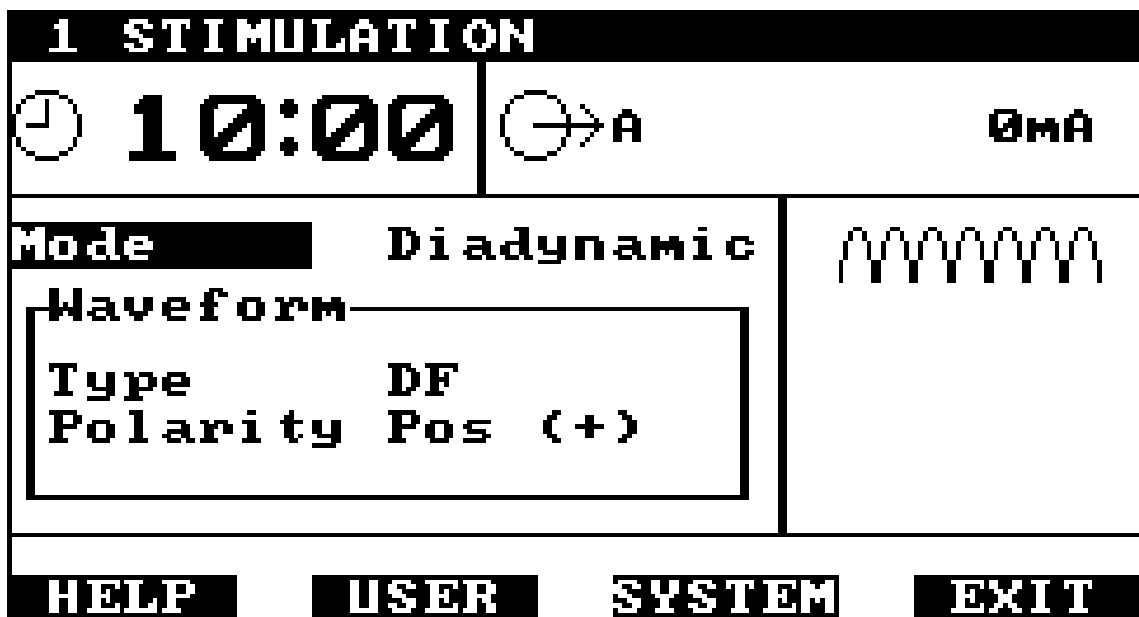 1 STIMULATION
10:00 A 0mA
Mode Diadynamic
Waveform
Type DF
Polarity Pos (+)
HELP USER SYSTEM EXIT